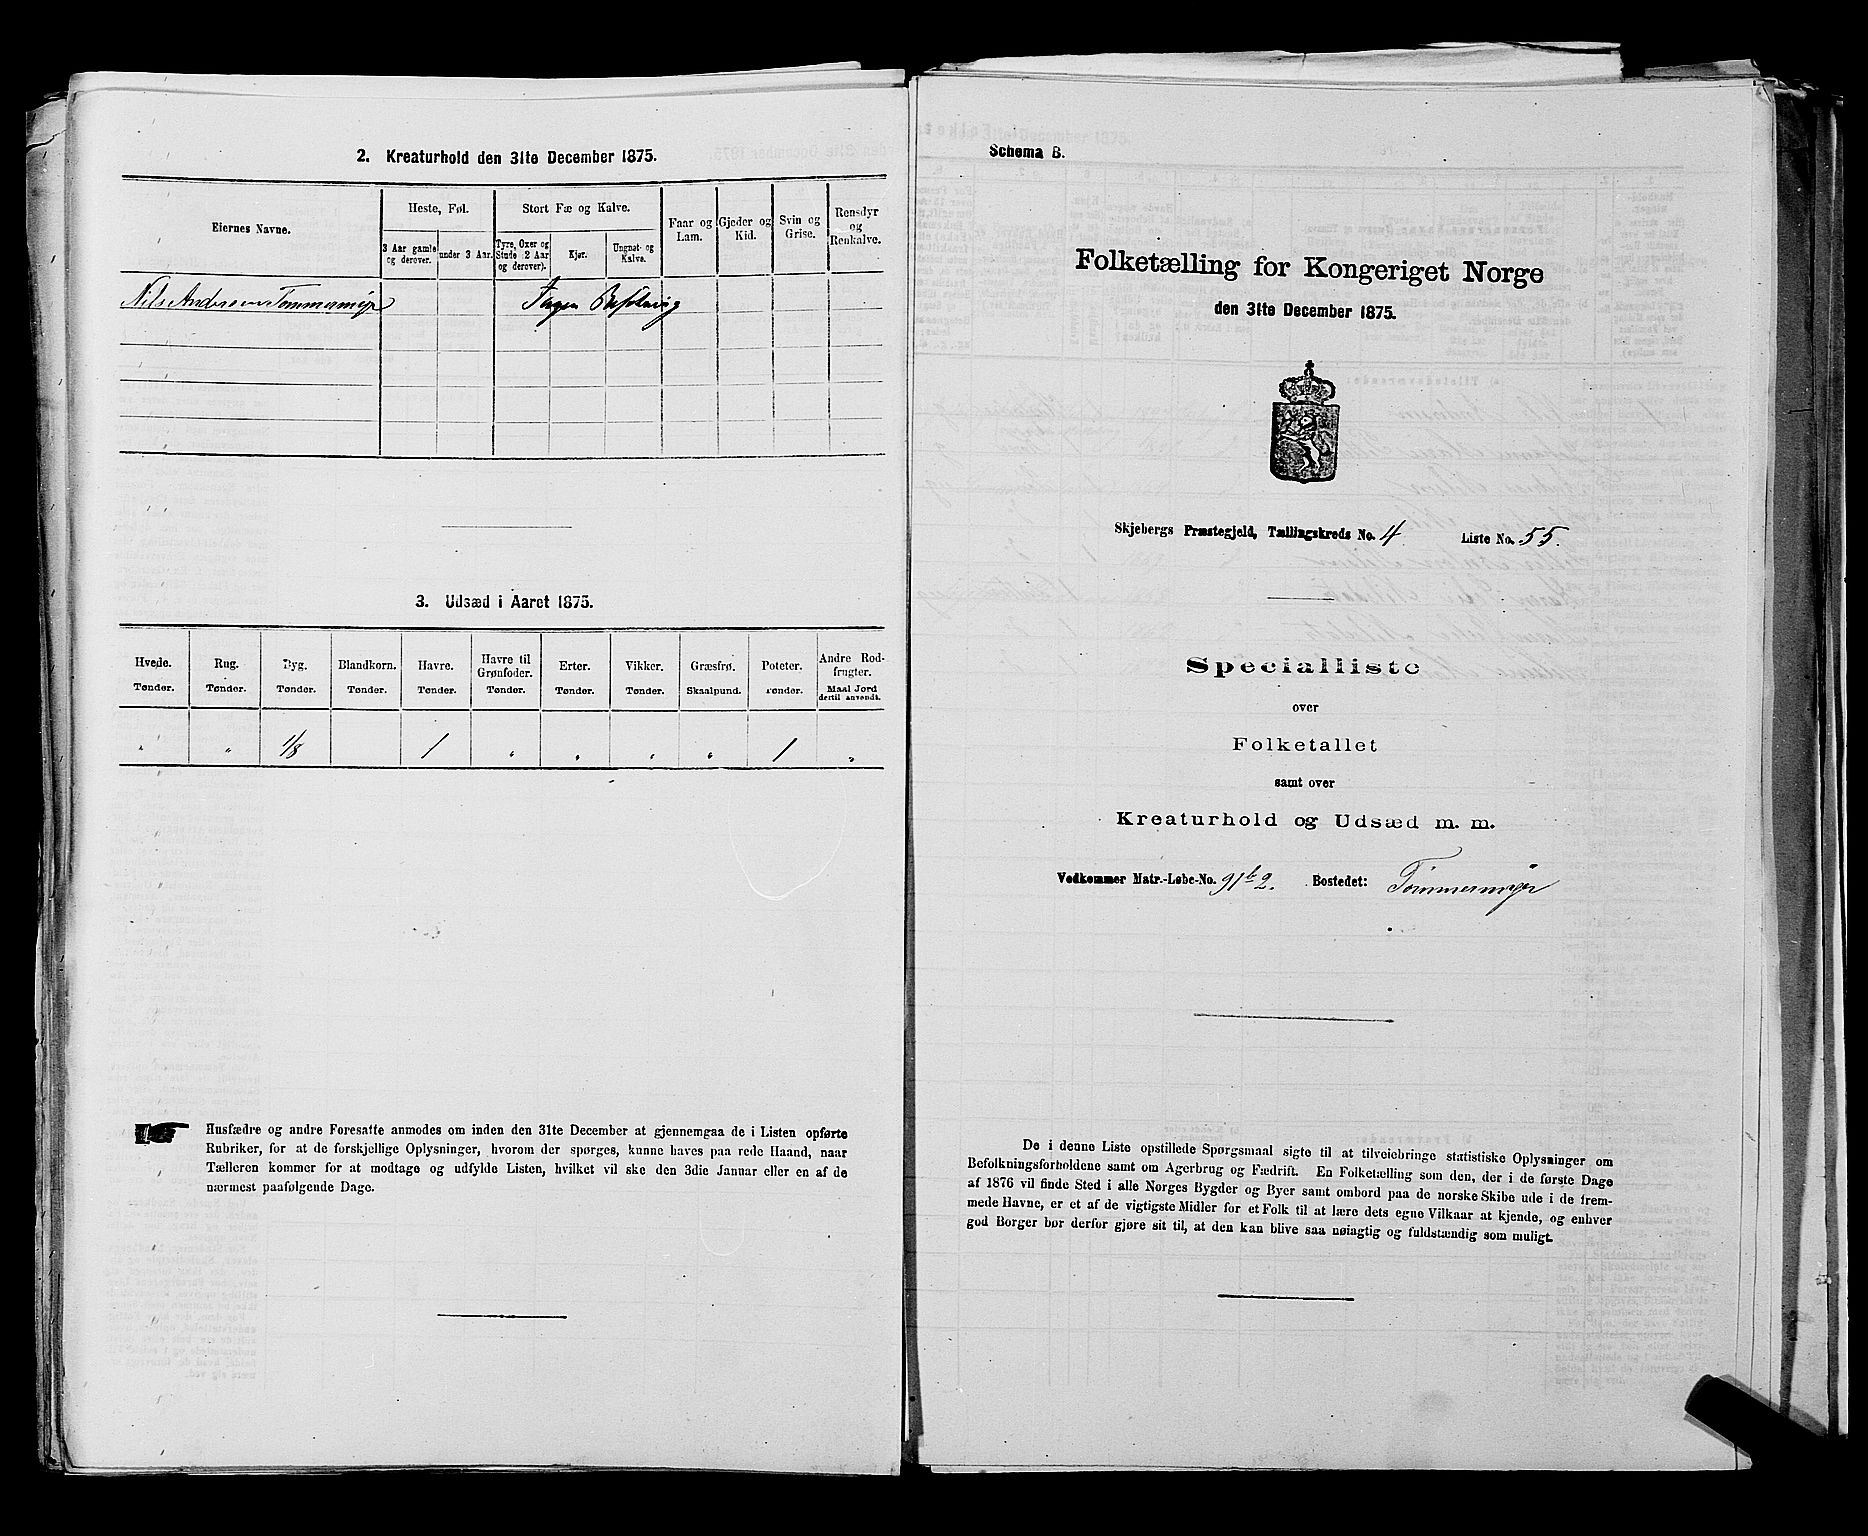 2. Kreaturhold den 31te December 1875.
Eiernes Navne.
Heste, Føl.
Stort Fæ og Kalve.
Faar og Lam.
Gjeder og Kid.
Svin og Grise.
Rensdyr og Renkalve.
3 Aar gamle og derover.
under 3 Aar.
Tyre, Oxer og Stude 2 Aar og derover).
Kjør.
Ungnøt- og Kalve.
Nils Andersen Tømmermyr
Ingen Besætning
3. Udsæd i Aaret 1875.
Hvede. Rug. Byg. Blandkorn. Havre. Havre til Grønfoder. Erter. Vikker. Græsfrø. Poteter. Andre Rodfrugter.
Tønder. Tønder. Tønder. Tønder. Tønder. Tønder. Tønder. Tønder. Skaalpund. Tønder. Maal Jord dertil anvendt.
" " 1/8 1 " " " " 1 "
Husfædre og andre Foresatte anmodes om inden den 31te December at gjennemgaa de i Listen opførte
Rubriker, for at de forskjellige Oplysninger, hvorom der spørges, kunne haves paa rede Haand, naar
Tælleren kommer for at modtage og udfylde Listen, hvilket vil ske den 3die Januar eller en af de
nærmest paafølgende Dage.
Schema B.
Folketælling for Kongeriget Norge
den 31te December 1875.
Skjebergs Præstegjeld, Tællingskreds No. 4 Liste No. 55.
Specialliste
over
Folketallet
samt over
Kreaturhold og Udsæd m. m.
Vedkommer Matr.-Løbe-No. 91b2. Bostedet: Tømmermyr
De i denne Liste opstillede Spørgsmaal sigte til at tilveiebringe statistiske Oplysninger om
Befolkningsforholdene samt om Agerbrug og Fædrift. En Folketælling som den, der i de første Dage
af 1876 vil finde Sted i alle Norges Bygder og Byer samt ombord paa de norske Skibe ude i de frem-
mede Havne, er et af de vigtigste Midler for et Folk til at lære dets egne Vilkaar at kjende, og enhver
god Borger bør derfor gjøre sit til, at den kan blive saa nøiagtig og fuldstændig som muligt.